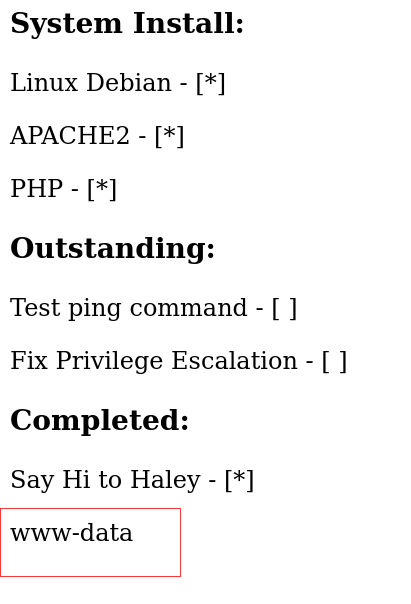 System Install:
Linux Debian - [*]
APACHE2 - [*]
PHP - [*]
Outstanding:
Test ping command - [ ]
Fix Privilege Escalation - [ ]
Completed:
Say Hi to Haley - [*]
www-data